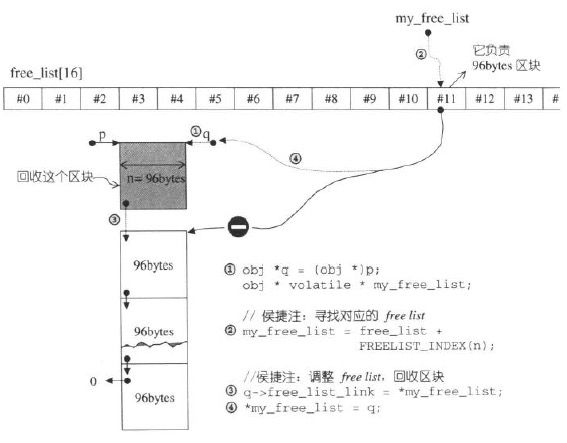 my_free_list
②
它负责
96bytes 区块
free_list[16]
#0 #1 #2 #3 #4 #5 #6 #7 #8 #9 #10 #11 #12 #13 #
p ① q
④
回收这个区块 n= 96bytes
③
96bytes
96bytes
0
96bytes
① obj *q = (obj *)p;
obj * volatile * my_free_list;
// 侯捷注：寻找对应的 free list
② my_free_list = free_list +
FREELIST_INDEX(n);
//侯捷注：调整 free list，回收区块
③ q->free_list_link = *my_free_list;
④ *my_free_list = q;